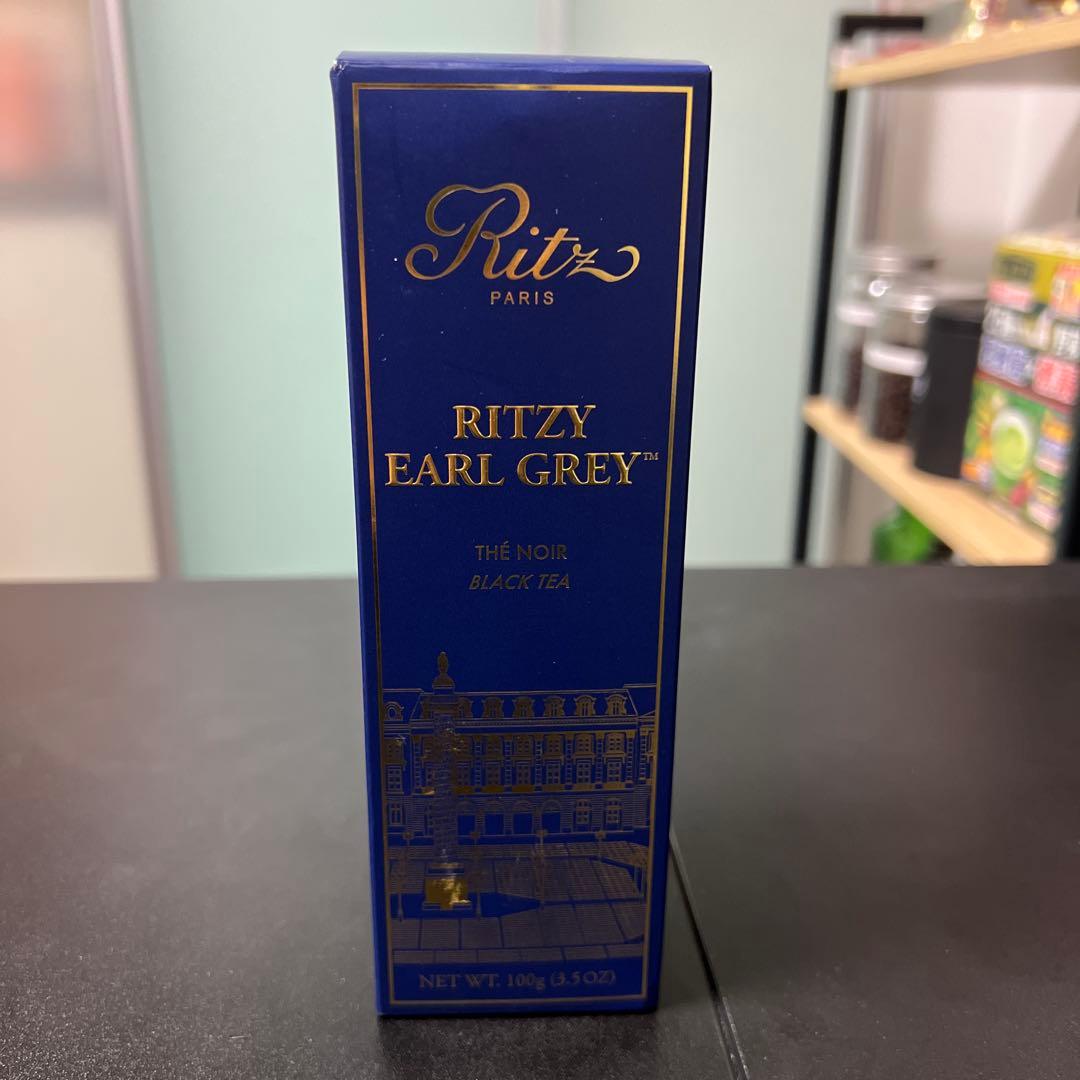 Ritz
PARIS
RITZY
EARL GREY™
THÉ NOIR
BLACK TEA
NET WT. 100g (3.5 OZ)